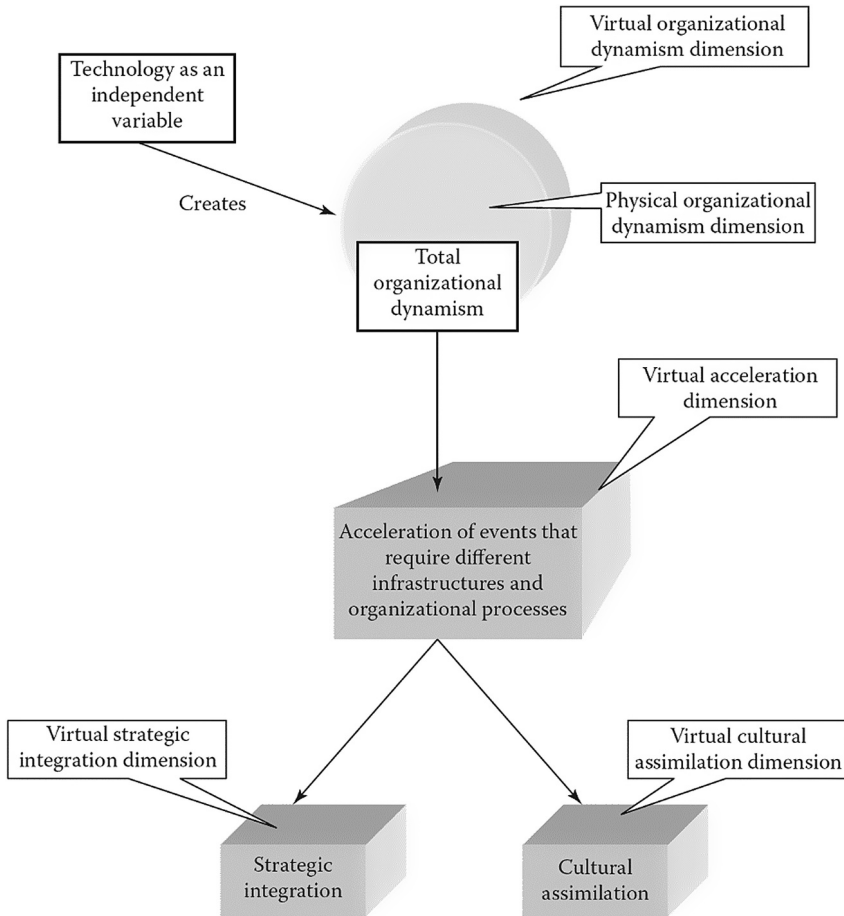 Virtual organizational
dynamism dimension
Technology as an
independent
variable
Creates
Physical organizational
dynamism dimension
Total
organizational
dynamism
Virtual acceleration
dimension
Acceleration of events that
require different
infrastructures and
organizational processes
Virtual strategic
integration dimension
Virtual cultural
assimilation dimension
Strategic
integration
Cultural
assimilation